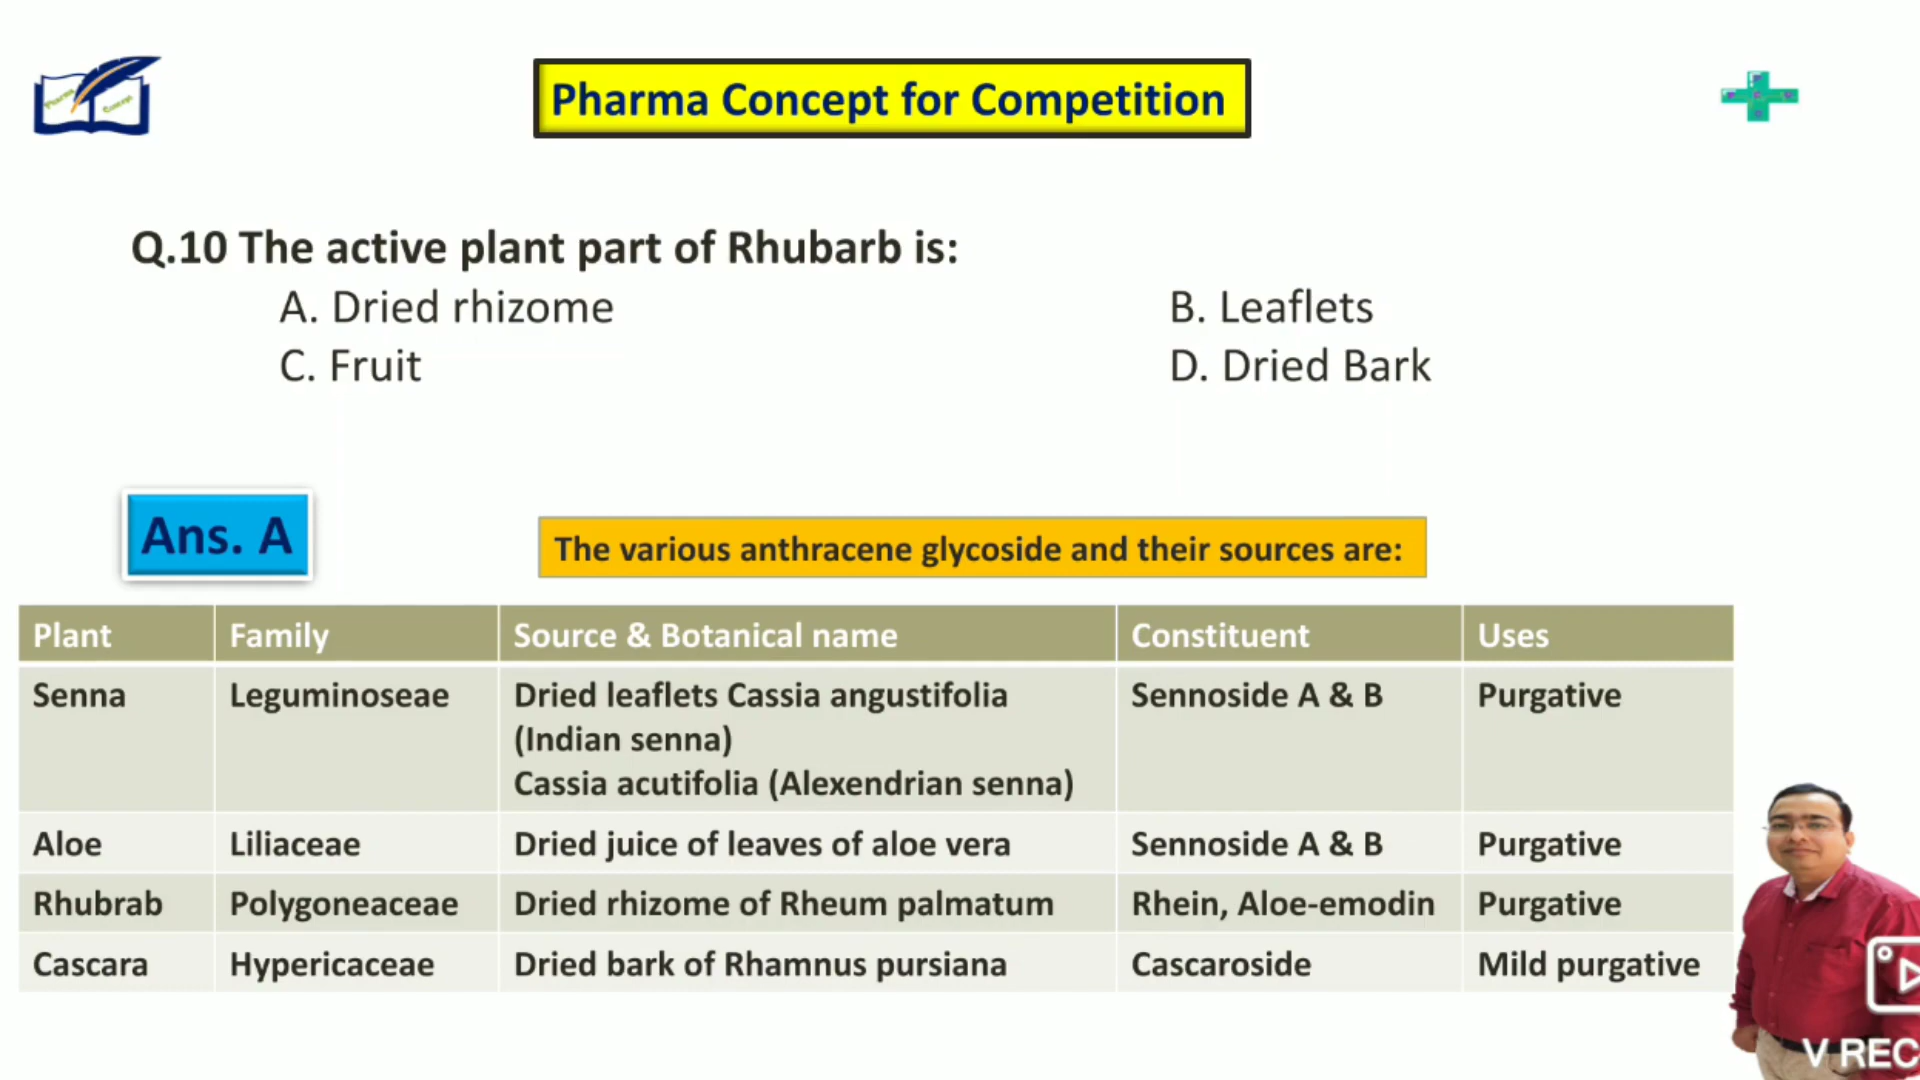 Pharma Concept
Pharma Concept for Competition
Q.10 The active plant part of Rhubarb is:
A. Dried rhizome
B. Leaflets
C. Fruit
D. Dried Bark
Ans. A
The various anthracene glycoside and their sources are:
Plant Family Source & Botanical name Constituent Uses
Senna Leguminoseae Dried leaflets Cassia angustifolia Sennoside A & B Purgative
(Indian senna)
Cassia acutifolia (Alexendrian senna)
Aloe Liliaceae Dried juice of leaves of aloe vera Sennoside A & B Purgative
Rhubrab Polygoneaceae Dried rhizome of Rheum palmatum Rhein, Aloe-emodin Purgative
Cascara Hypericaceae Dried bark of Rhamnus pursiana Cascaroside Mild purgative
V REC